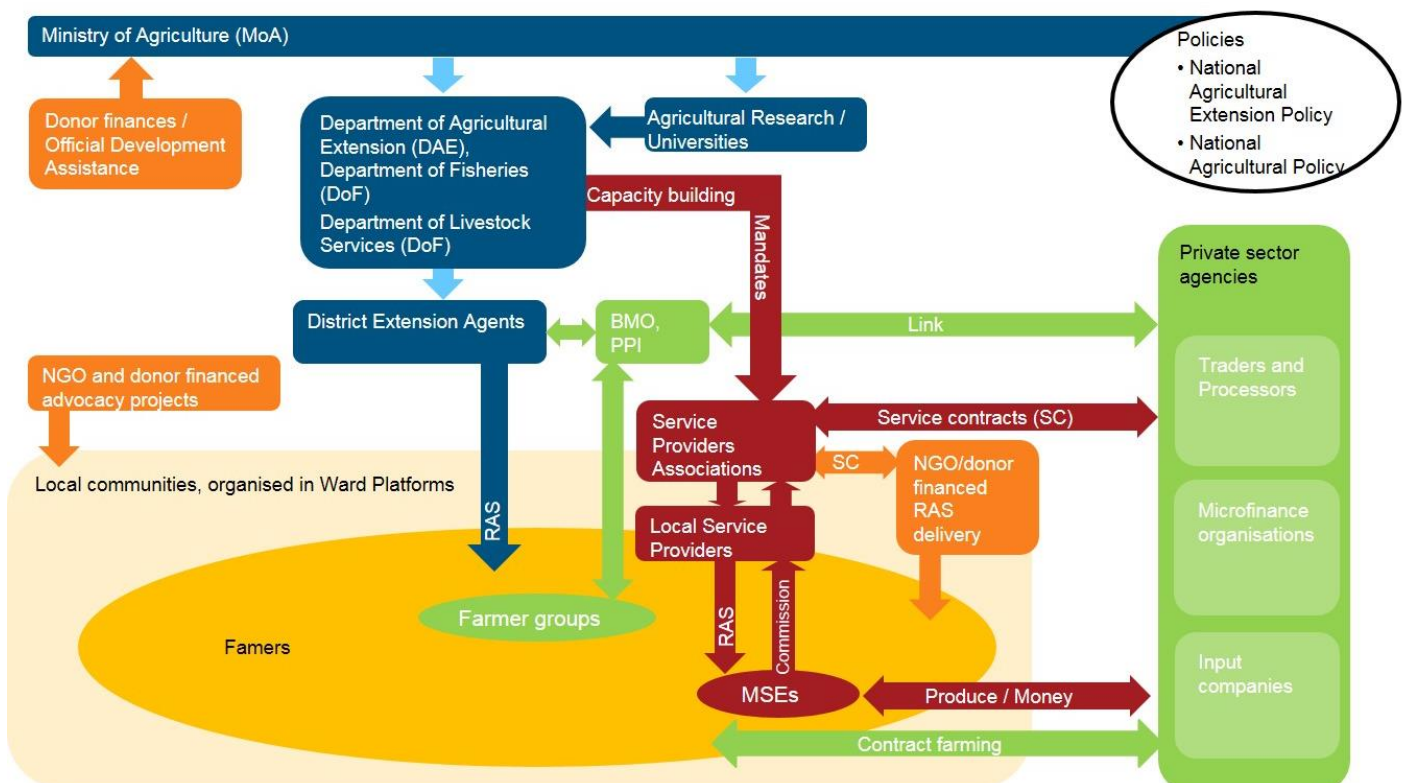 Ministry of Agriculture (MoA)
Policies
• National
Agricultural
Extension Policy
• National
Agricultural Policy
Donor finances /
Official Development
Assistance
Department of Agricultural
Extension (DAE),
Department of Fisheries
(DoF)
Department of Livestock
Services (DoF)
Agricultural Research /
Universities
Capacity building
Mandates
Private sector
agencies
District Extension Agents
BMO,
PPI
Link
NGO and donor financed
advocacy projects
Traders and
Processors
Service
Providers
Associations
Service contracts (SC)
SC
NGO/donor
financed
RAS
delivery
Local communities, organised in Ward Platforms
RAS
Local Service
Providers
Microfinance
organisations
Farmer groups
RAS
Commission
Famers
Input
companies
MSEs
Produce / Money
Contract farming